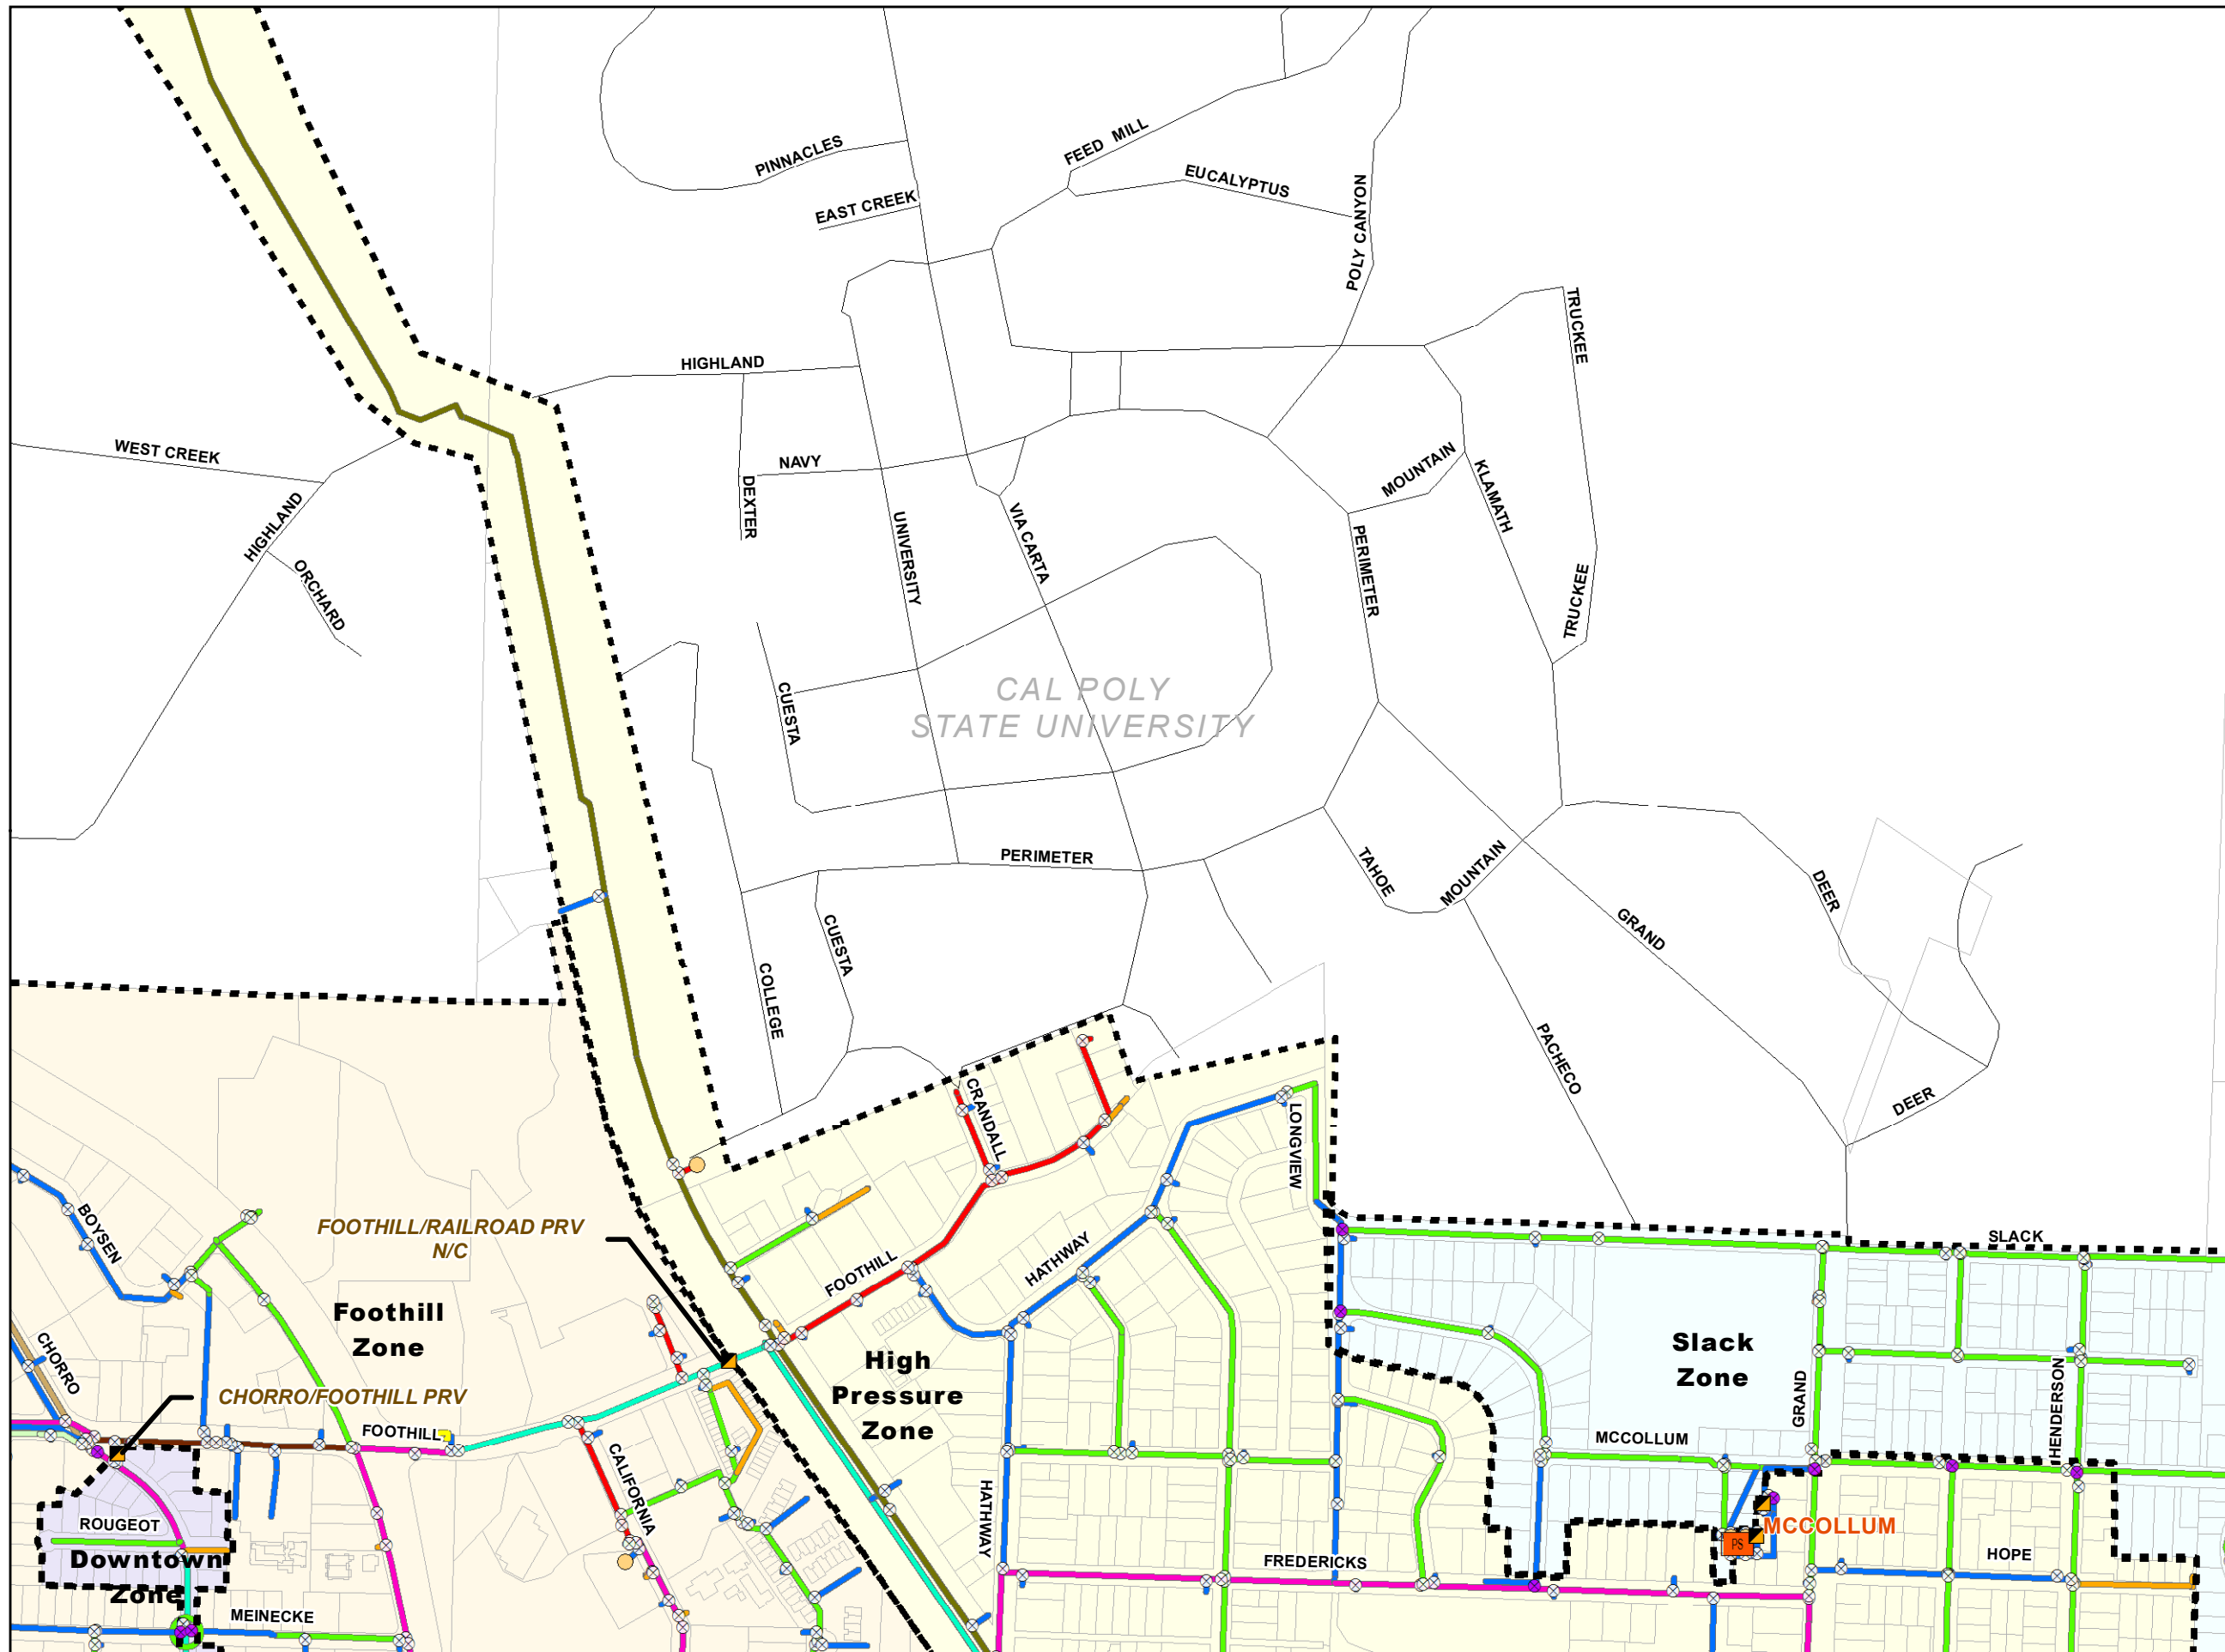 PINNACLES
FEED MILL
EAST CREEK
EUCALYPTUS
POLY CANYON
TRUCKEE
HIGHLAND
WEST CREEK
NAVY
MOUNTAIN
KLAMATH
DEXTER
HIGHLAND
UNIVERSITY
VIA CARTA
PERIMETER
ORCHARD
TRUCKEE
CUESTA
CAL POLY
STATE UNIVERSITY
PERIMETER
TAHOE
MOUNTAIN
DEER
GRAND
CUESTA
COLLEGE
PACHECO
DEER
CRANDALL
LONGVIEW
BOYSEN
FOOTHILL/RAILROAD PRV
N/C
HATHWAY
FOOTHILL
SLACK
Foothill
Zone
CHORRO
High
Pressure
Zone
Slack
Zone
CHORRO/FOOTHILL PRV
GRAND
HENDERSON
FOOTHILL
MCCOLLUM
CALIFORNIA
HATHWAY
ROUGEOT
MCCOLLUM
PS
Downtown
Zone
FREDERICKS
HOPE
MEINECKE